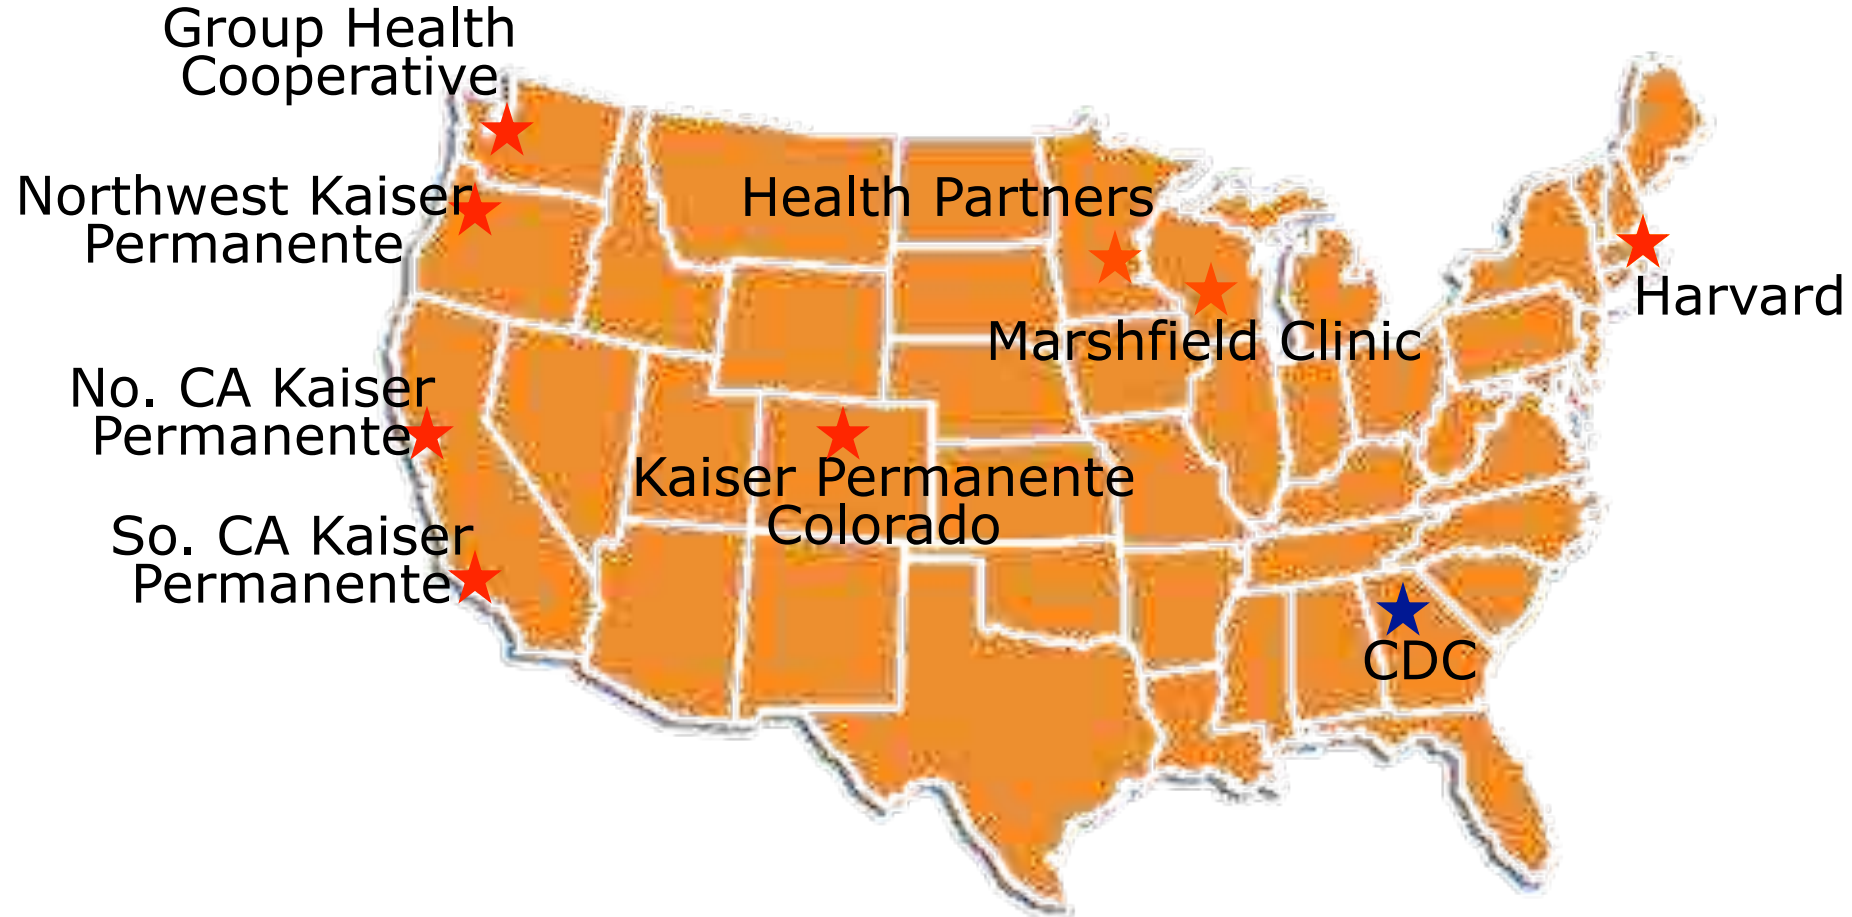 Group Health
Cooperative
Northwest Kaiser
Permanente
Health Partners
Harvard
Marshfield Clinic
No. CA Kaiser
Permanente
Kaiser Permanente
Colorado
So. CA Kaiser
Permanente
CDC